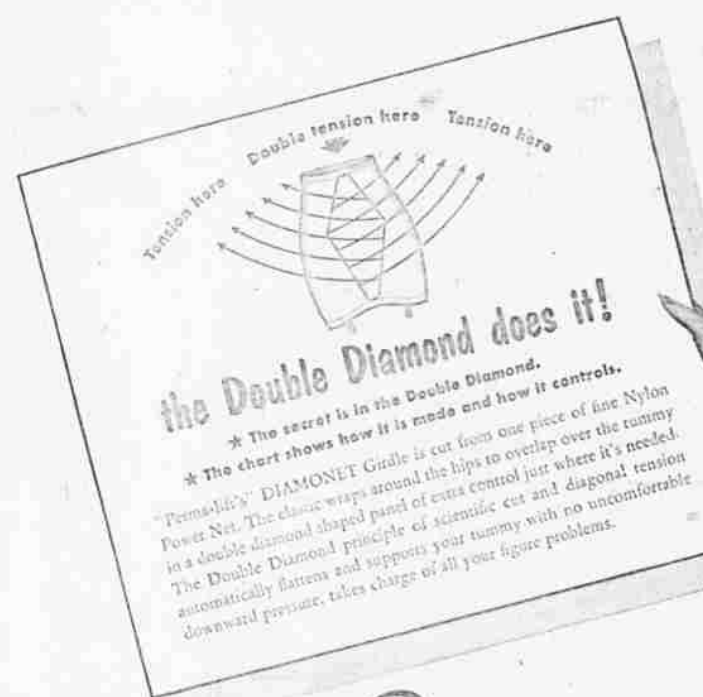 Tension here
Double tension here
Tension here
the Double Diamond does it!
★ The secret is in the Double Diamond.
★ The chart shows how it is made and how it controls.
"Perma·lift's" DIAMONET Girdle is cut from one piece of fine Nylon
Power Net. The elastic wraps around the hips to overlap over the tummy
in a double diamond shaped panel of extra control just where it's needed.
The Double Diamond principle of scientific cut and diagonal tension
automatically flattens and supports your tummy with no uncomfortable
downward pressure, takes charge of all your figure problems.